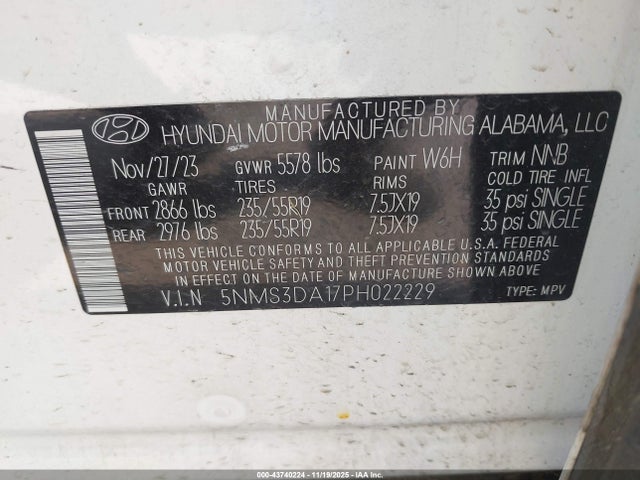 MANUFACTURED BY
HYUNDAI MOTOR MANUFACTURING ALABAMA, LLC
Nov/27/23 GVWR 5578 lbs PAINT W6H TRIM NNB
GAWR TIRES RIMS COLD TIRE INFL
FRONT 2866 lbs 235/55R19 7.5JX19 35 psi SINGLE
REAR 2976 lbs 235/55R19 7.5JX19 35 psi SINGLE
THIS VEHICLE CONFORMS TO ALL APPLICABLE U.S.A. FEDERAL
MOTOR VEHICLE SAFETY AND THEFT PREVENTION STANDARDS
IN EFFECT ON THE DATE OF MANUFACTURE SHOWN ABOVE.
V.I.N 5NMS3DA17PH022229 TYPE: MPV
000-43740224 - 11/19/2025 - IAAI.COM